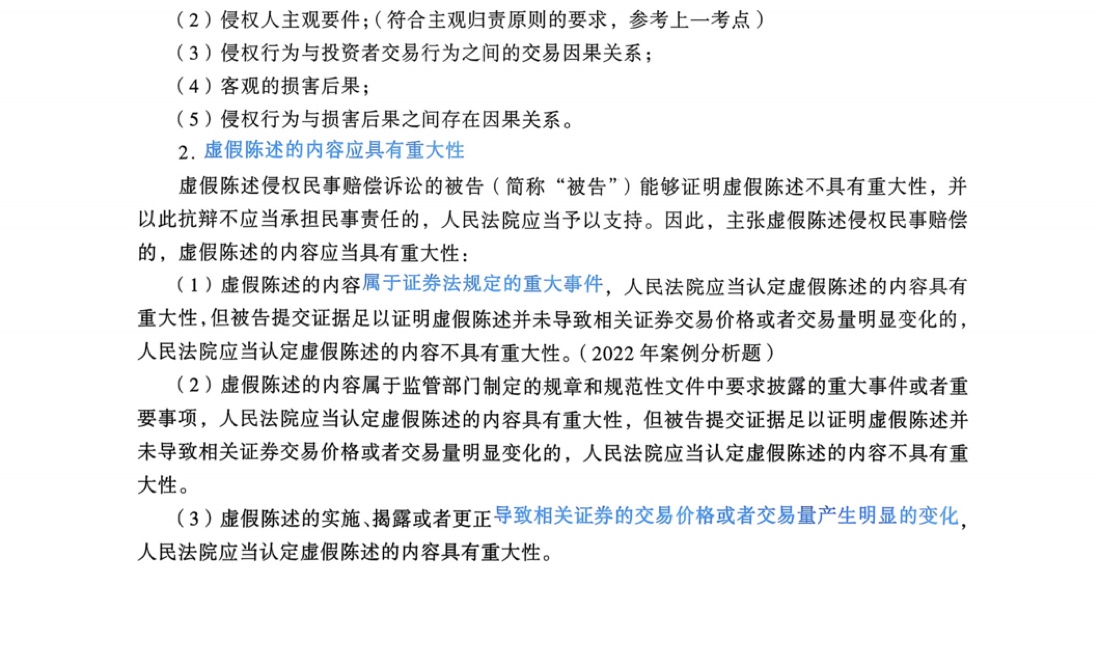 （2）侵权人主观要件；（符合主观归责原则的要求，参考上一考点）
（3）侵权行为与投资者交易行为之间的交易因果关系；
（4）客观的损害后果；
（5）侵权行为与损害后果之间存在因果关系。
2. 虚假陈述的内容应具有重大性
虚假陈述侵权民事赔偿诉讼的被告（简称“被告”）能够证明虚假陈述不具有重大性，并
以此抗辩不应当承担民事责任的，人民法院应当予以支持。因此，主张虚假陈述侵权民事赔偿
的，虚假陈述的内容应当具有重大性：
（1）虚假陈述的内容属于证券法规定的重大事件，人民法院应当认定虚假陈述的内容具有
重大性，但被告提交证据足以证明虚假陈述并未导致相关证券交易价格或者交易量明显变化的，
人民法院应当认定虚假陈述的内容不具有重大性。（2022 年案例分析题）
（2）虚假陈述的内容属于监管部门制定的规章和规范性文件中要求披露的重大事件或者重
要事项，人民法院应当认定虚假陈述的内容具有重大性，但被告提交证据足以证明虚假陈述并
未导致相关证券交易价格或者交易量明显变化的，人民法院应当认定虚假陈述的内容不具有重
大性。
（3）虚假陈述的实施、揭露或者更正导致相关证券的交易价格或者交易量产生明显的变化，
人民法院应当认定虚假陈述的内容具有重大性。